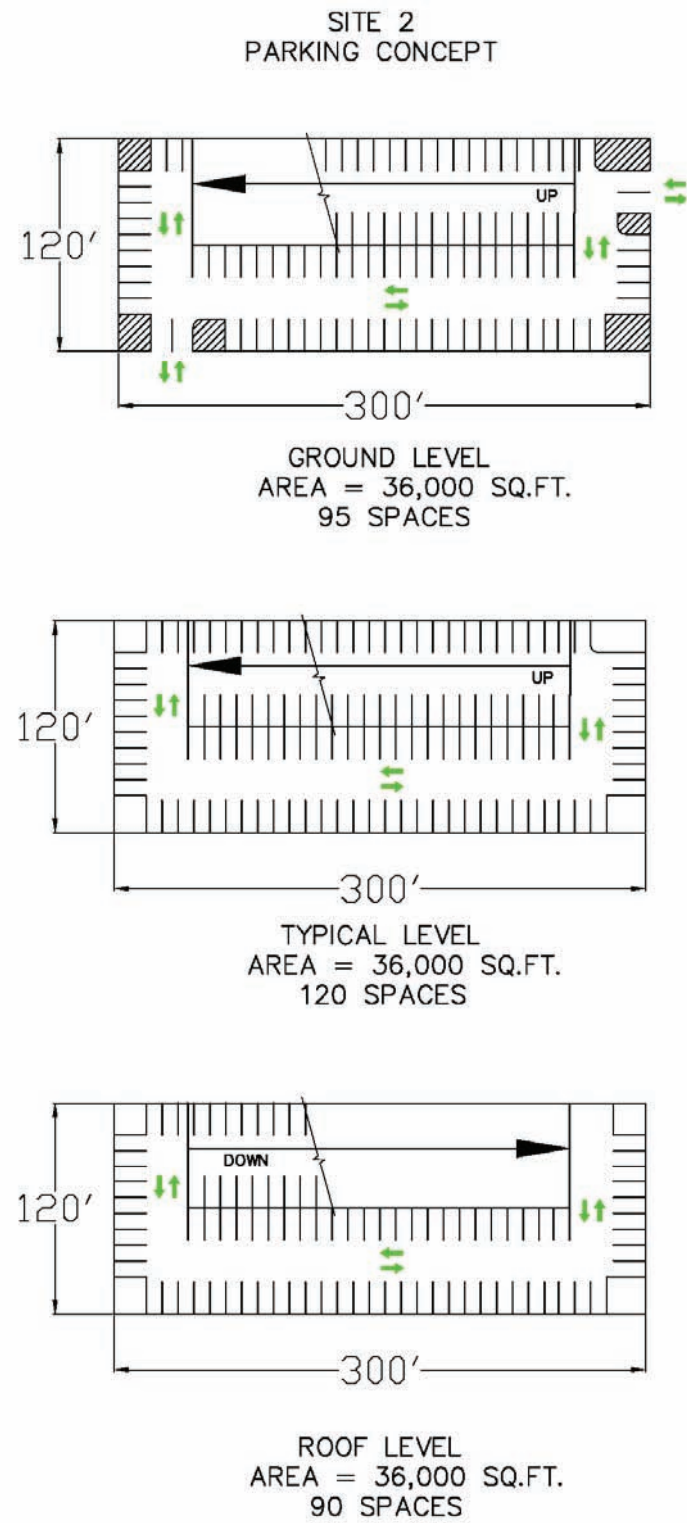 SITE 2
PARKING CONCEPT
UP
120'
300'
GROUND LEVEL
AREA = 36,000 SQ.FT.
95 SPACES
UP
120'
300'
TYPICAL LEVEL
AREA = 36,000 SQ.FT.
120 SPACES
DOWN
120'
300'
ROOF LEVEL
AREA = 36,000 SQ.FT.
90 SPACES